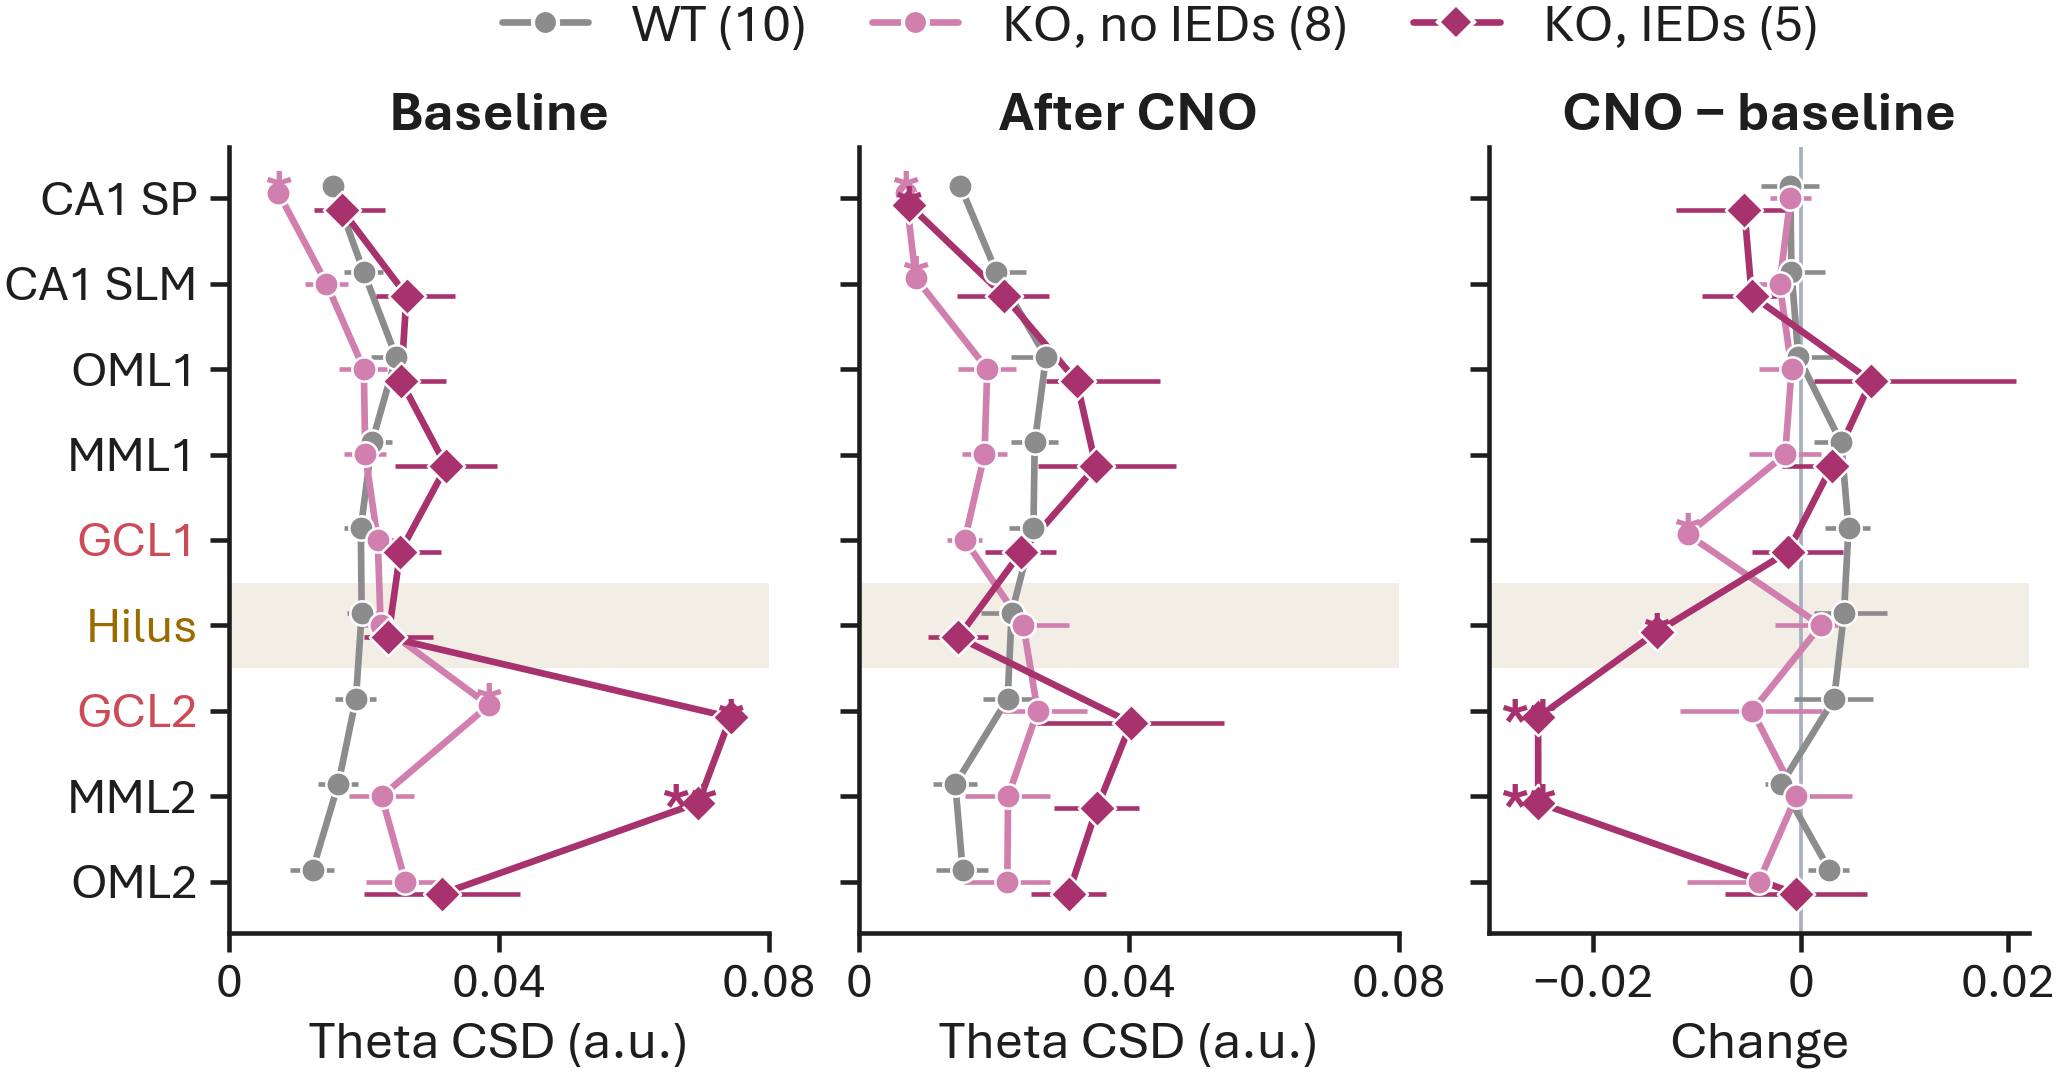 WT (10) KO, no IEDs (8) KO, IEDs (5)
Baseline After CNO CNO − baseline
CA1 SP
CA1 SLM
OML1
MML1
GCL1
Hilus
GCL2
MML2
OML2
0 0.04 0.08 0 0.04 0.08 −0.02 0 0.02
Theta CSD (a.u.) Theta CSD (a.u.) Change